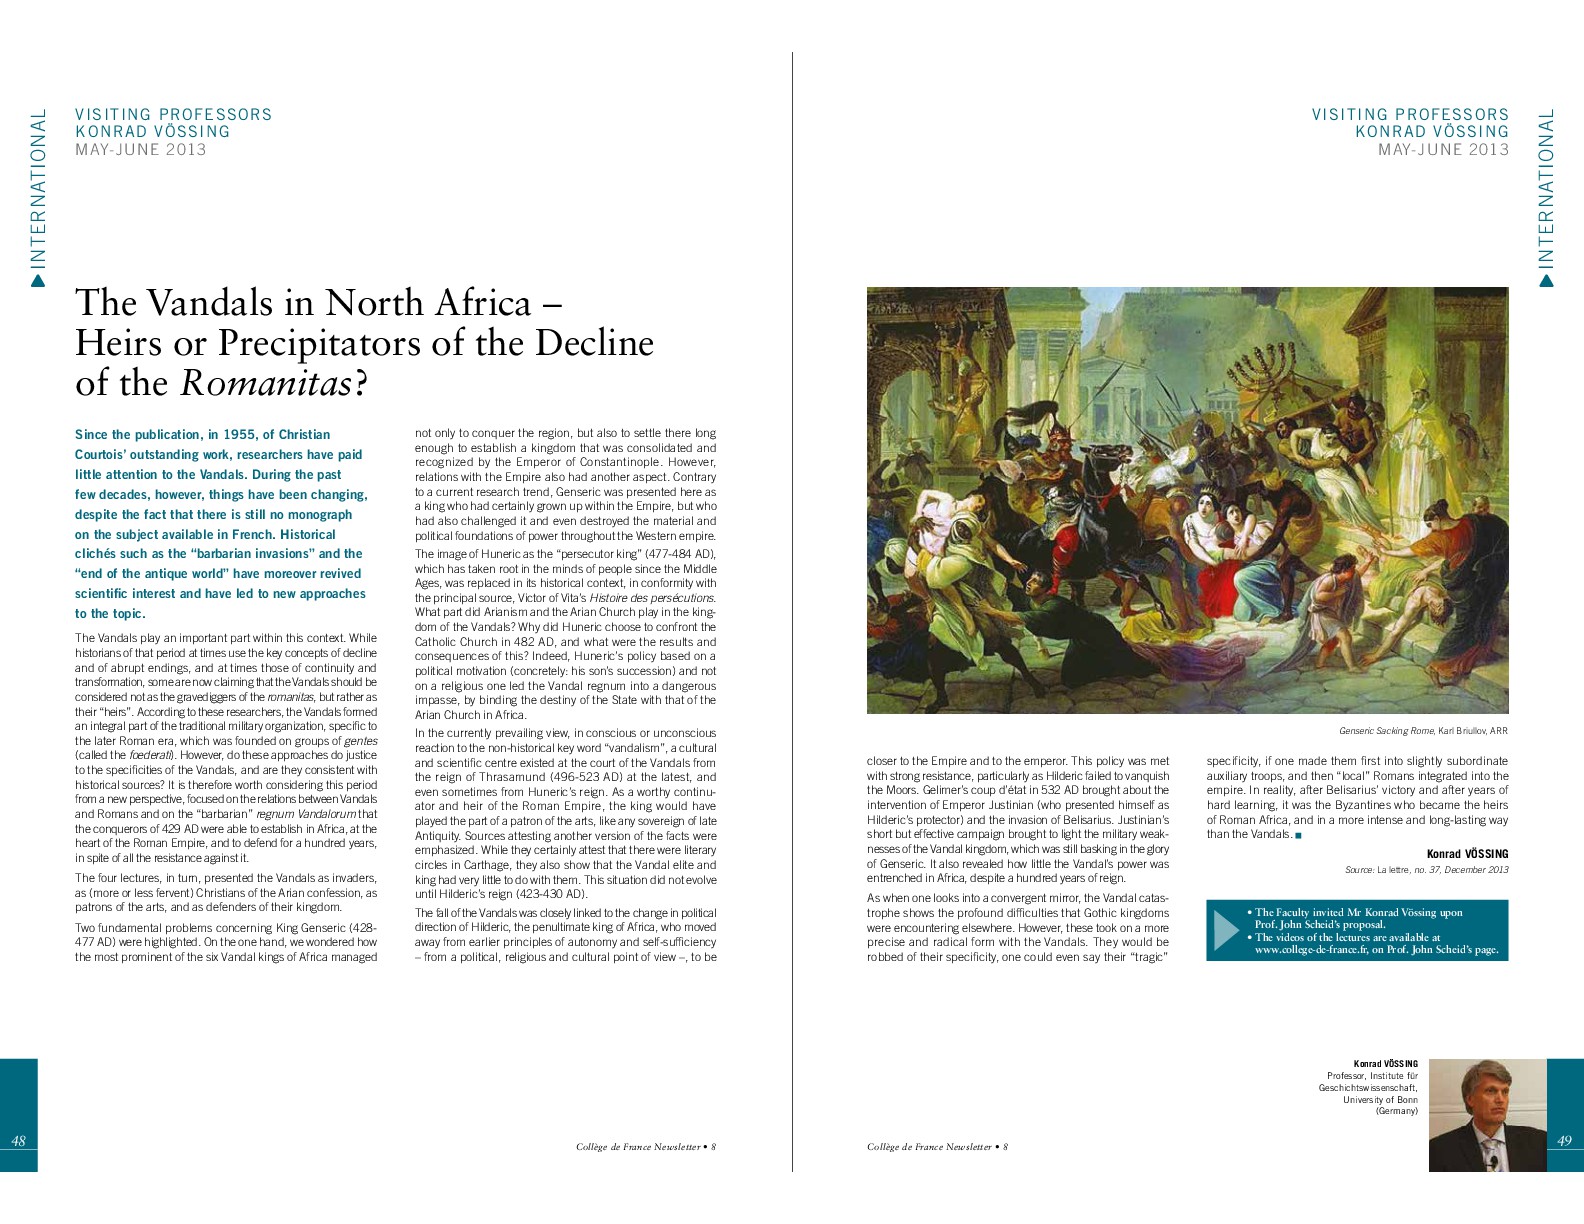 INTERNATIONAL
VISITING PROFESSORS
KONRAD VÖSSING
MAY-JUNE 2013
The Vandals in North Africa –
Heirs or Precipitators of the Decline
of the Romanitas?
Since the publication, in 1955, of Christian
Courtois' outstanding work, researchers have paid
little attention to the Vandals. During the past
few decades, however, things have been changing,
despite the fact that there is still no monograph
on the subject available in French. Historical
clichés such as the “barbarian invasions” and the
“end of the antique world” have moreover revived
scientific interest and have led to new approaches
to the topic.
The Vandals play an important part within this context. While
historians of that period at times use the key concepts of decline
and of abrupt endings, and at times those of continuity and
transformation, some are now claiming that the Vandals should be
considered not as the gravediggers of the romanitas, but rather as
their “heirs”. According to these researchers, the Vandals formed
an integral part of the traditional military organization, specific to
the later Roman era, which was founded on groups of gentes
(called the foederati). However, do these approaches do justice
to the specificities of the Vandals, and are they consistent with
historical sources? It is therefore worth considering this period
from a new perspective, focused on the relations between Vandals
and Romans and on the “barbarian” regnum Vandalorum that
the conquerors of 429 AD were able to establish in Africa, at the
heart of the Roman Empire, and to defend for a hundred years,
in spite of all the resistance against it.
The four lectures, in turn, presented the Vandals as invaders,
as (more or less fervent) Christians of the Arian confession, as
patrons of the arts, and as defenders of their kingdom.
Two fundamental problems concerning King Genseric (428-
477 AD) were highlighted. On the one hand, we wondered how
the most prominent of the six Vandal kings of Africa managed
not only to conquer the region, but also to settle there long
enough to establish a kingdom that was consolidated and
recognized by the Emperor of Constantinople. However,
relations with the Empire also had another aspect. Contrary
to a current research trend, Genseric was presented here as
a king who had certainly grown up within the Empire, but who
had also challenged it and even destroyed the material and
political foundations of power throughout the Western empire.
The image of Huneric as the “persecutor king” (477-484 AD),
which has taken root in the minds of people since the Middle
Ages, was replaced in its historical context, in conformity with
the principal source, Victor of Vita's Histoire des persécutions.
What part did Arianism and the Arian Church play in the king-
dom of the Vandals? Why did Huneric choose to confront the
Catholic Church in 482 AD, and what were the results and
consequences of this? Indeed, Huneric's policy based on a
political motivation (concretely: his son's succession) and not
on a religious one led the Vandal regnum into a dangerous
impasse, by binding the destiny of the State with that of the
Arian Church in Africa.
In the currently prevailing view, in conscious or unconscious
reaction to the non-historical key word “vandalism”, a cultural
and scientific centre existed at the court of the Vandals from
the reign of Thrasamund (496-523 AD) at the latest, and
even sometimes from Huneric's reign. As a worthy continu-
ator and heir of the Roman Empire, the king would have
played the part of a patron of the arts, like any sovereign of late
Antiquity. Sources attesting another version of the facts were
emphasized. While they certainly attest that there were literary
circles in Carthage, they also show that the Vandal elite and
king had very little to do with them. This situation did not evolve
until Hilderic's reign (423-430 AD).
The fall of the Vandals was closely linked to the change in political
direction of Hilderic, the penultimate king of Africa, who moved
away from earlier principles of autonomy and self-sufficiency
– from a political, religious and cultural point of view –, to be
48
Collège de France Newsletter • 8
VISITING PROFESSORS
KONRAD VÖSSING
MAY-JUNE 2013
INTERNATIONAL
Genseric Sacking Rome, Karl Briullov, ARR
closer to the Empire and to the emperor. This policy was met
with strong resistance, particularly as Hilderic failed to vanquish
the Moors. Gelimer's coup d'état in 532 AD brought about the
intervention of Emperor Justinian (who presented himself as
Hilderic's protector) and the invasion of Belisarius. Justinian's
short but effective campaign brought to light the military weak-
nesses of the Vandal kingdom, which was still basking in the glory
of Genseric. It also revealed how little the Vandal's power was
entrenched in Africa, despite a hundred years of reign.
As when one looks into a convergent mirror, the Vandal catas-
trophe shows the profound difficulties that Gothic kingdoms
were encountering elsewhere. However, these took on a more
precise and radical form with the Vandals. They would be
robbed of their specificity, one could even say their “tragic”
specificity, if one made them first into slightly subordinate
auxiliary troops, and then “local” Romans integrated into the
empire. In reality, after Belisarius' victory and after years of
hard learning, it was the Byzantines who became the heirs
of Roman Africa, and in a more intense and long-lasting way
than the Vandals. ■
Konrad VÖSSING
Source: La lettre, no. 37, December 2013
• The Faculty invited Mr Konrad Vössing upon
Prof. John Scheid's proposal.
• The videos of the lectures are available at
www.college-de-france.fr, on Prof. John Scheid's page.
Konrad VÖSSING
Professor, Institute für
Geschichtswissenschaft,
University of Bonn
(Germany)
Collège de France Newsletter • 8
49